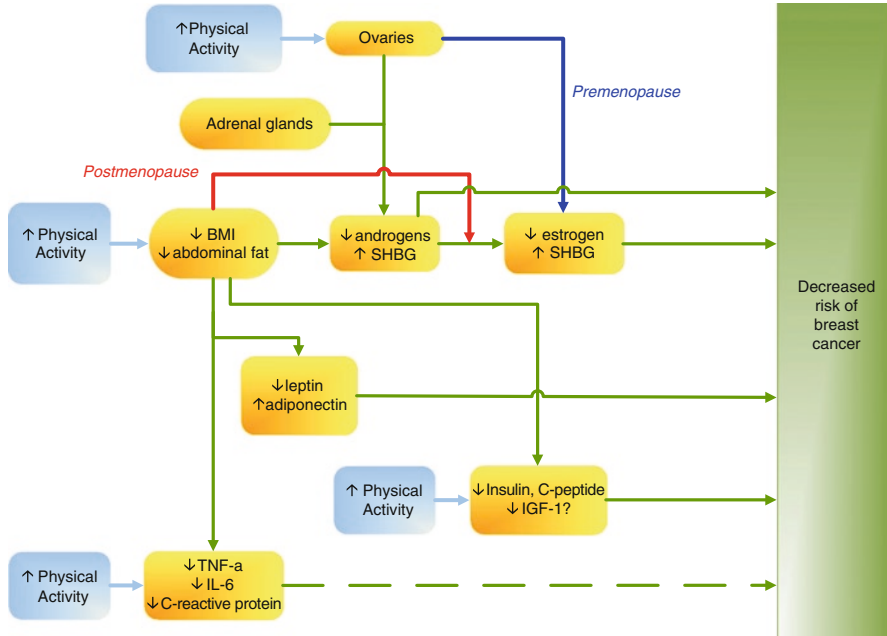 ↑Physical
Activity
Ovaries
Premenopause
Adrenal glands
Postmenopause
↑ Physical
Activity
↓ BMI
↓abdominal fat
↓androgens
↑ SHBG
↓ estrogen
↑ SHBG
Decreased
risk of
breast
cancer
↓leptin
↑adiponectin
↑ Physical
Activity
↓Insulin, C-peptide
↓ IGF-1?
↑ Physical
Activity
↓TNF-a
↓IL-6
↓C-reactive protein